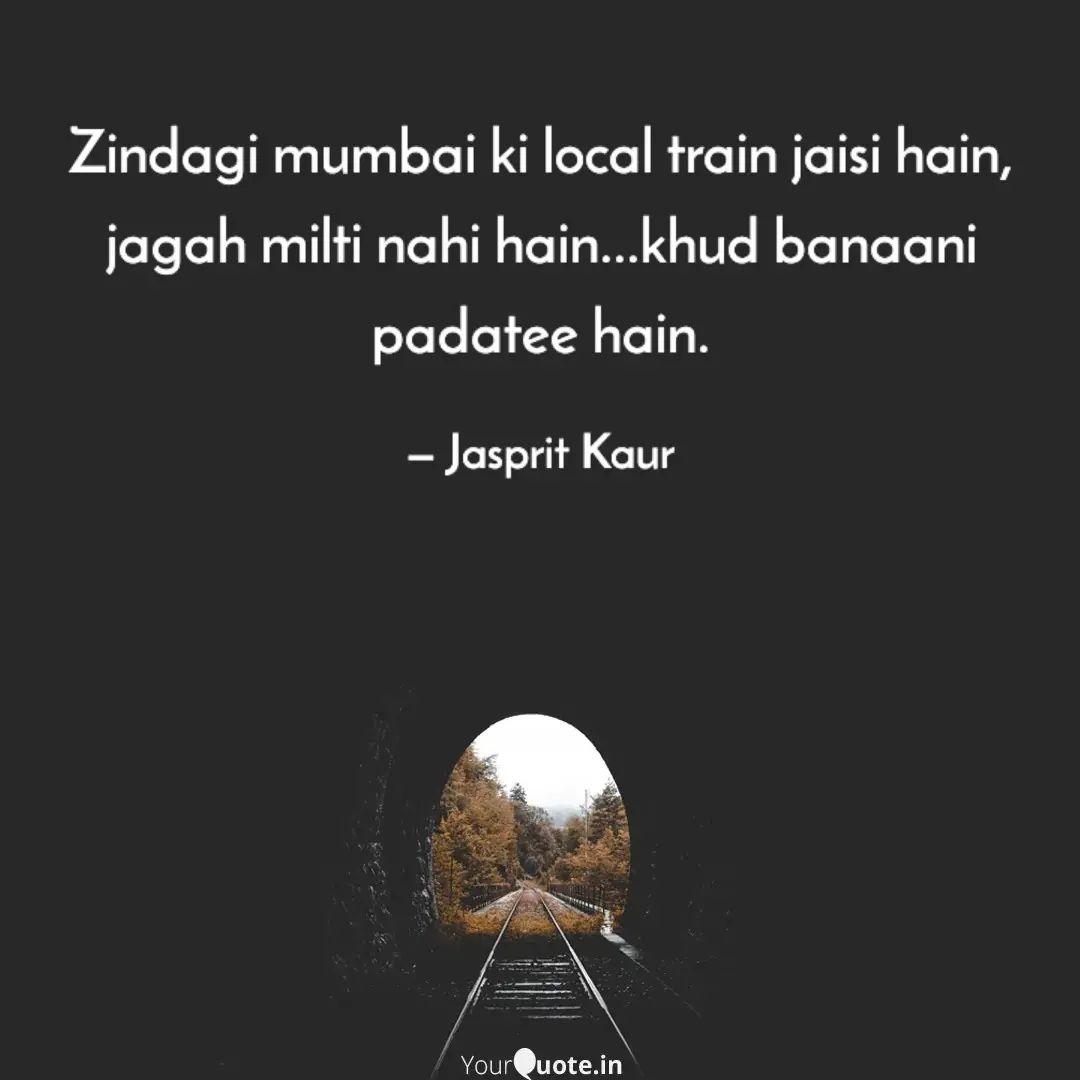 Zindagi mumbai ki local train jaisi hain,
jagah milti nahi hain...khud banaani
padatee hain.
– Jasprit Kaur
YourQuote.in